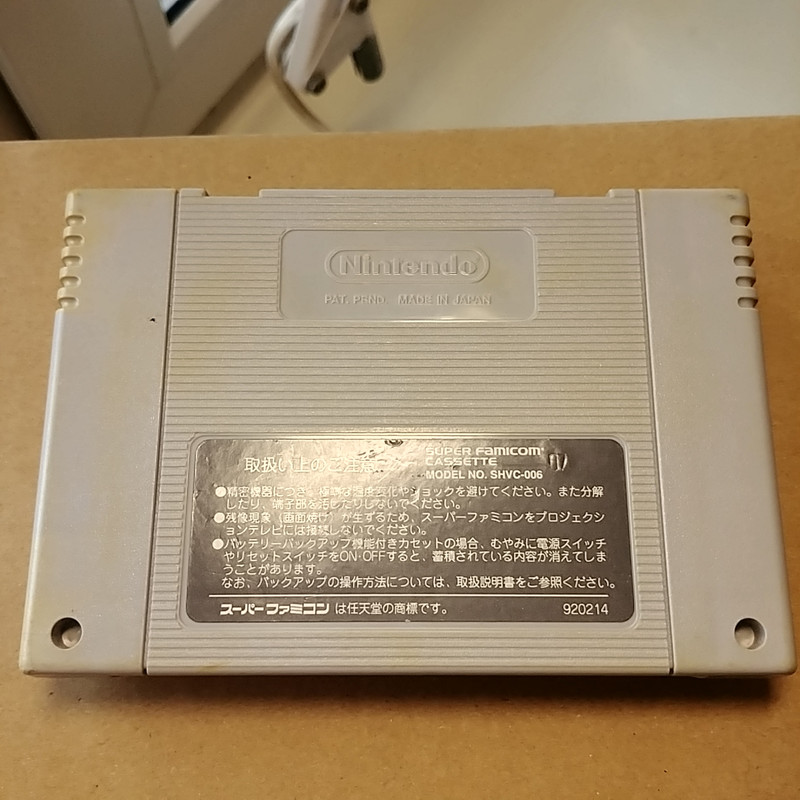 Nintendo
PAT. PEND. MADE IN JAPAN
取扱い上のご注意
SUPER FAMICOM
CASSETTE
MODEL NO. SHVC-006
●精密機器につき、極端な温度変化やショックを避けてください。また分解
したり、端子部を汚したりしないでください。
●残像現象（画面焼け）が生ずるため、スーパーファミコンをプロジェクシ
ョンテレビには接続しないでください。
●バッテリーバックアップ機能付きカセットの場合、むやみに電源スイッチ
やリセットスイッチをON・OFFすると、蓄積されている内容が消えてしま
うことがあります。
なお、バックアップの操作方法については、取扱説明書をご参照ください。
スーパーファミコン は任天堂の商標です。 920214